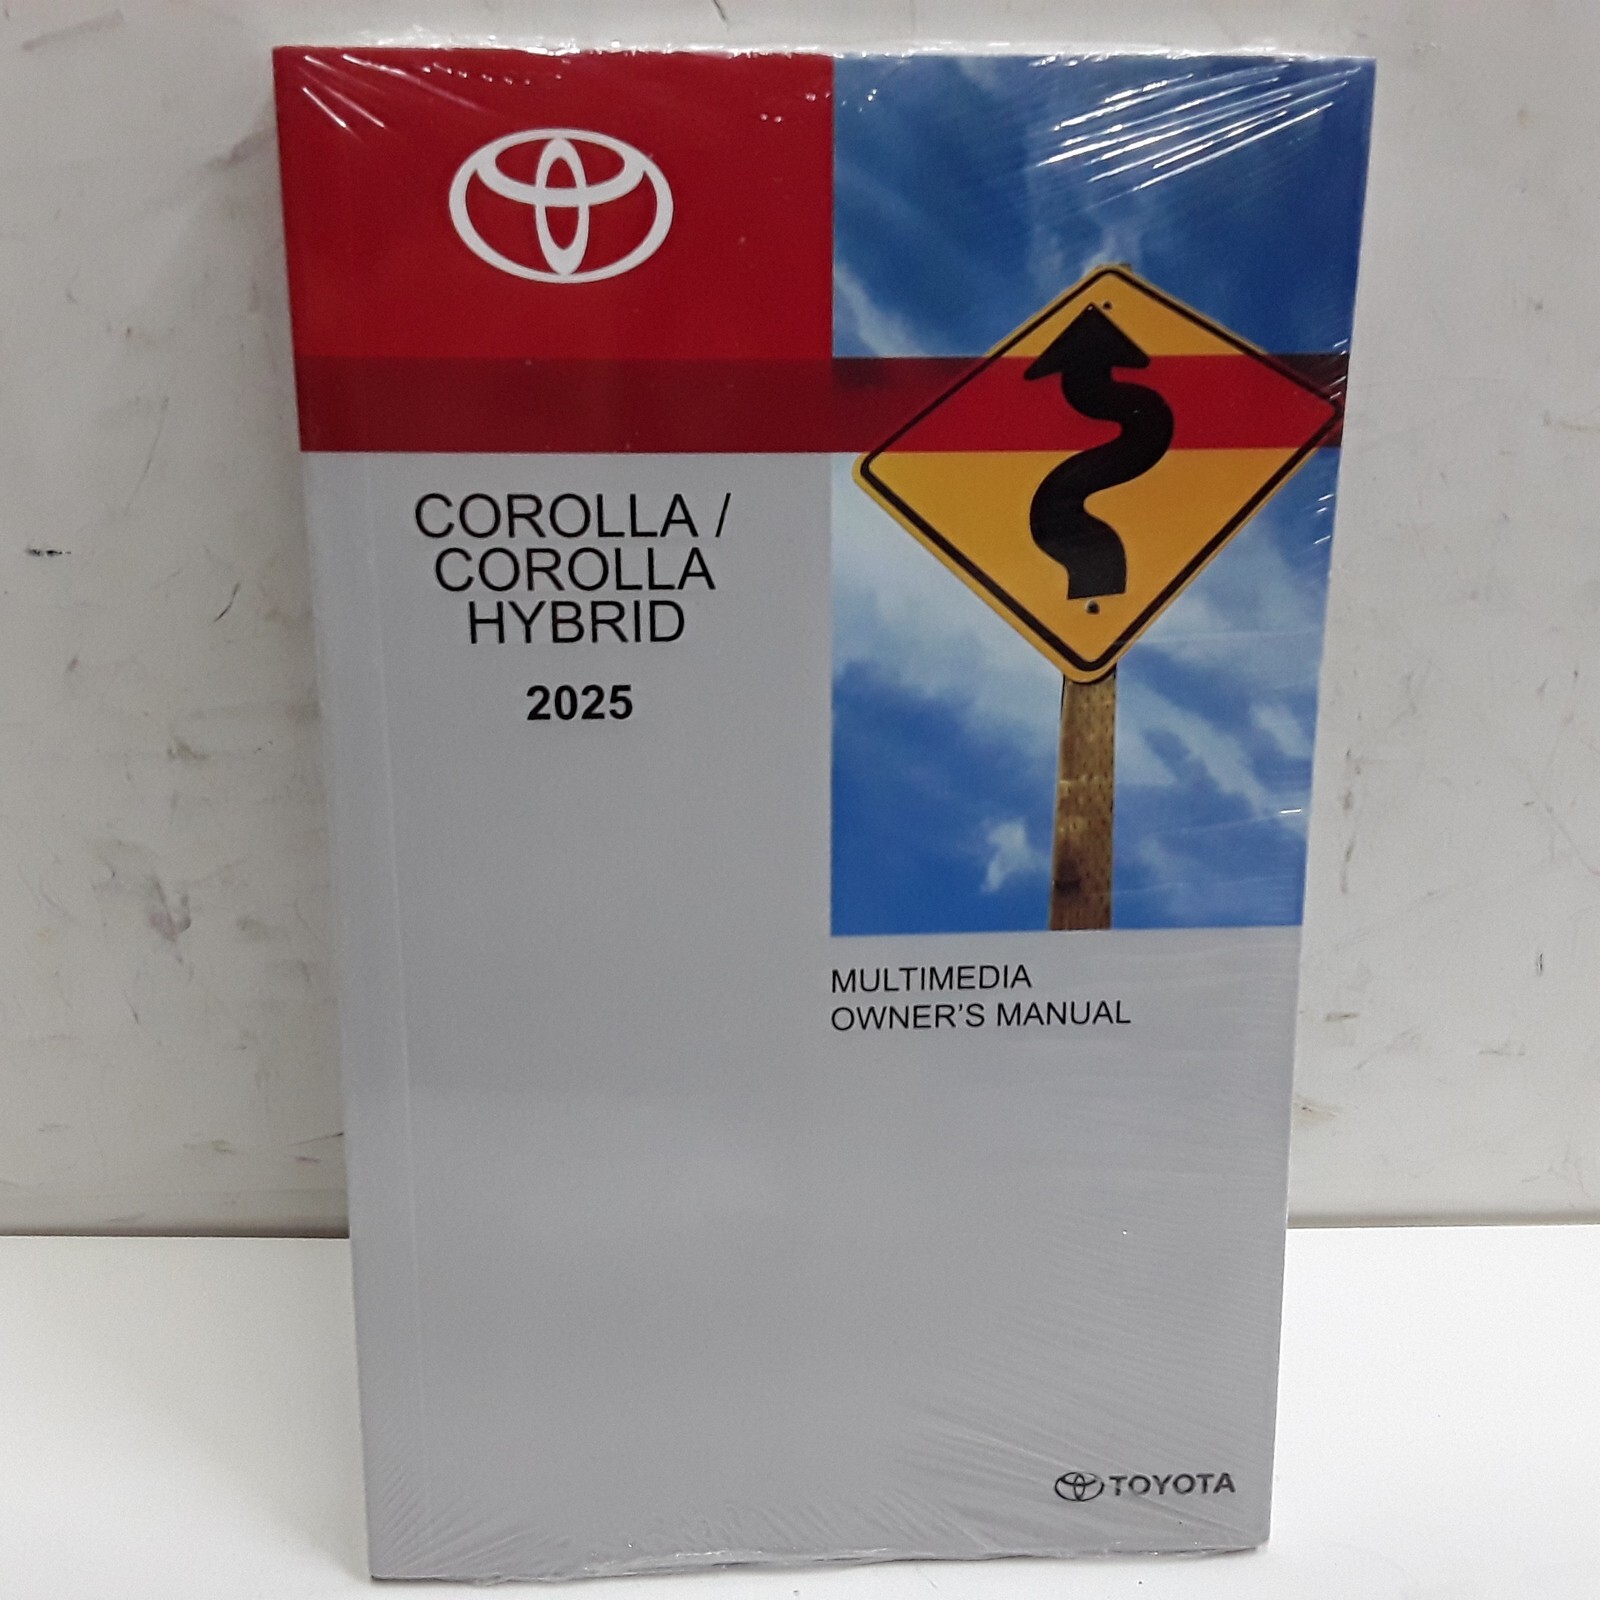 COROLLA /
COROLLA
HYBRID
2025
MULTIMEDIA
OWNER'S MANUAL
TOYOTA